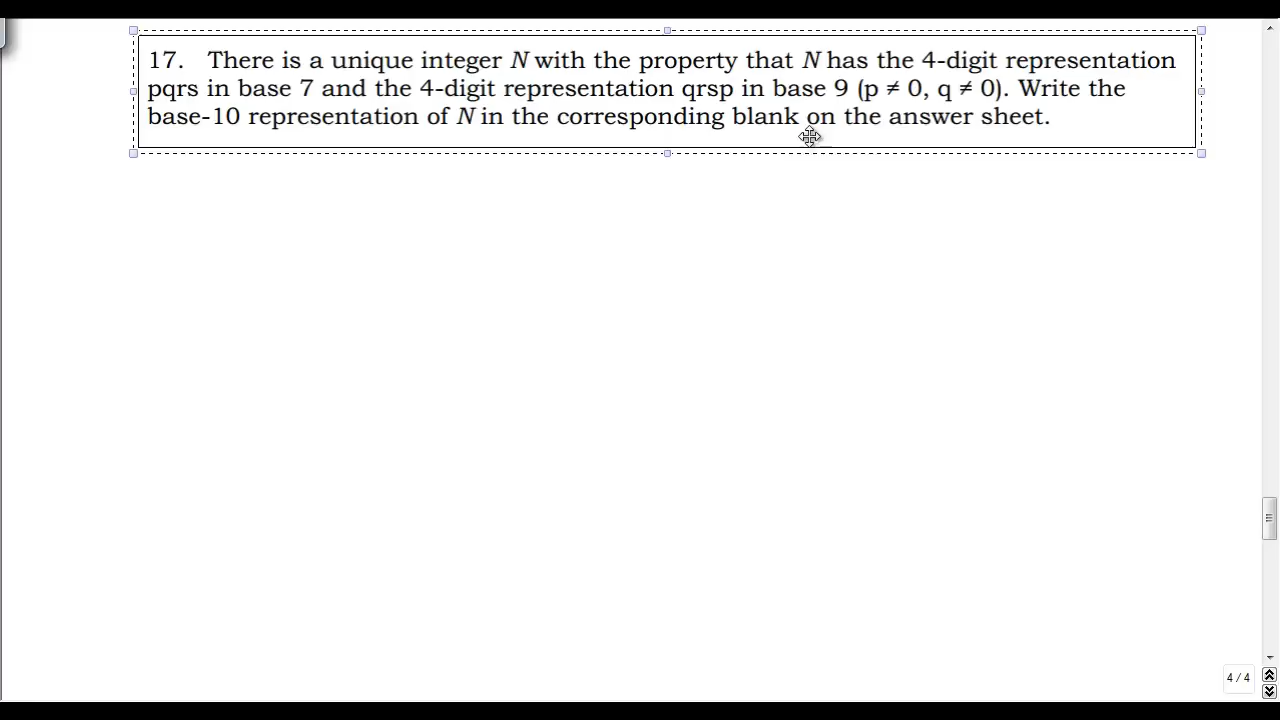 17. There is a unique integer N with the property that N has the 4-digit representation
pqrs in base 7 and the 4-digit representation qrsp in base 9 (p ≠ 0, q ≠ 0). Write the
base-10 representation of N in the corresponding blank on the answer sheet.
4 / 4